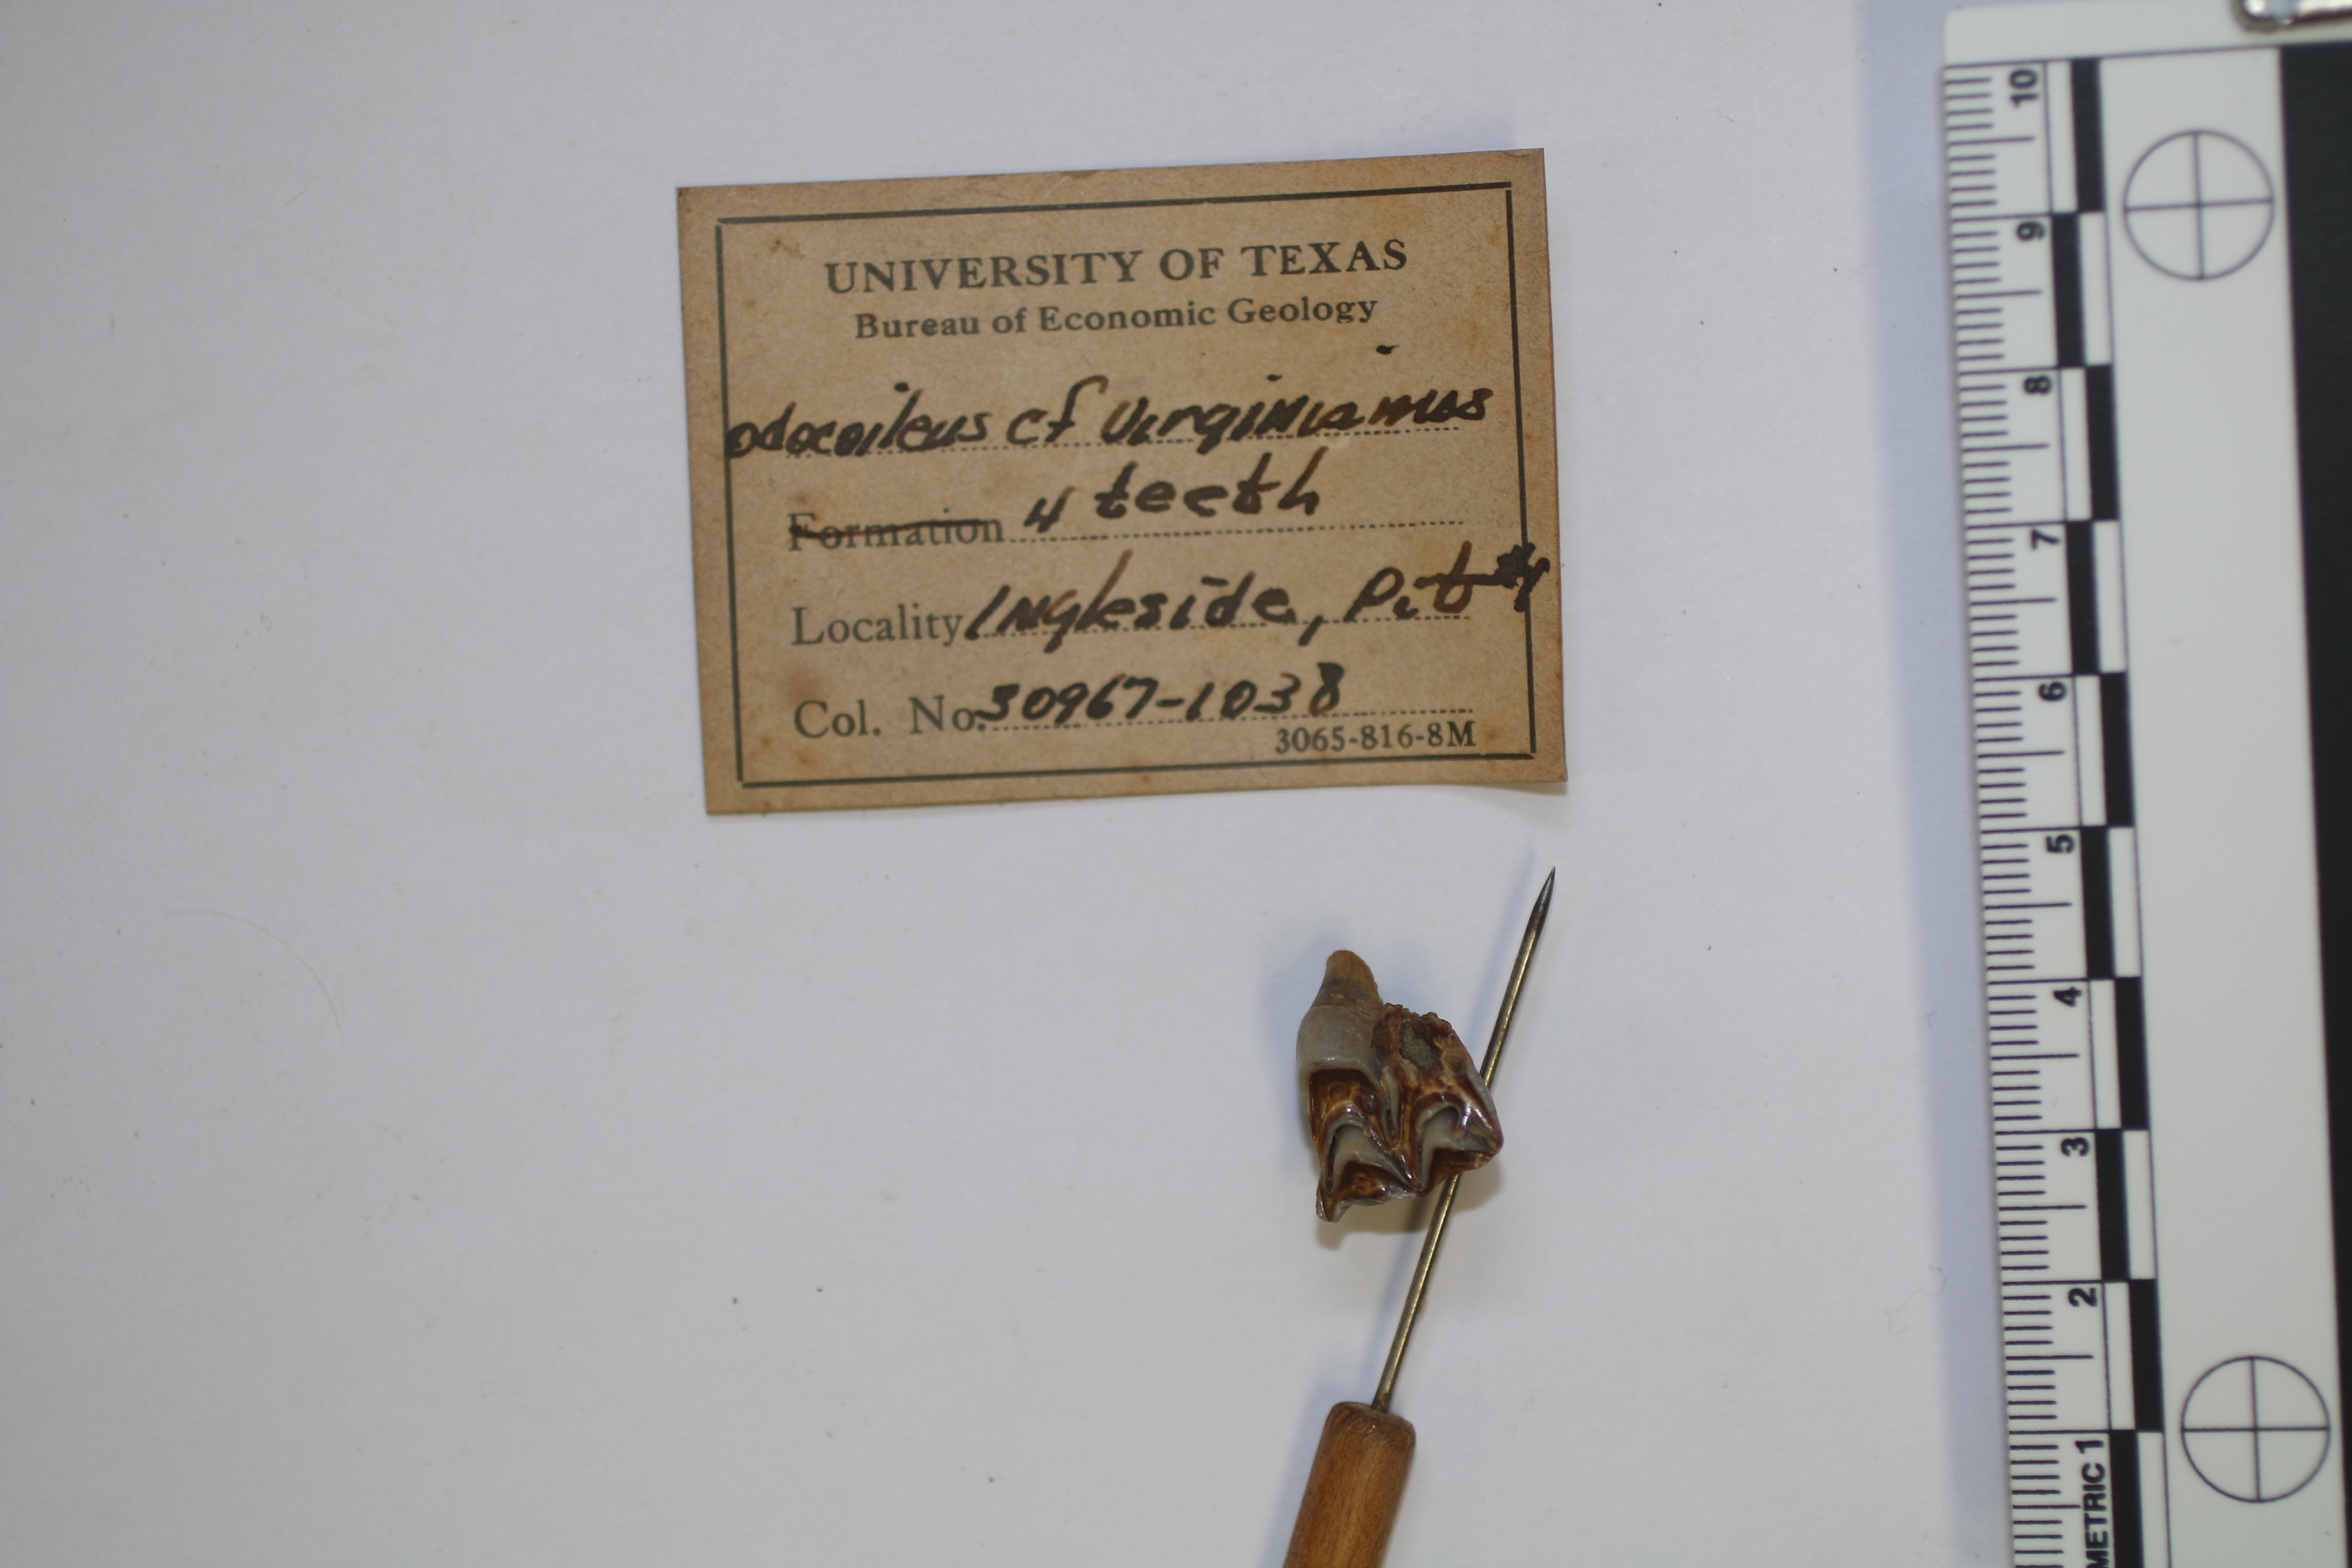 UNIVERSITY OF TEXAS
Bureau of Economic Geology
odocoileus cf virginianus
Formation 4 teeth
Locality Ingleside, Pit
Col. No. 30967-1038
3065-816-8M
10
9
8
7
6
5
4
3
2
METRIC 1